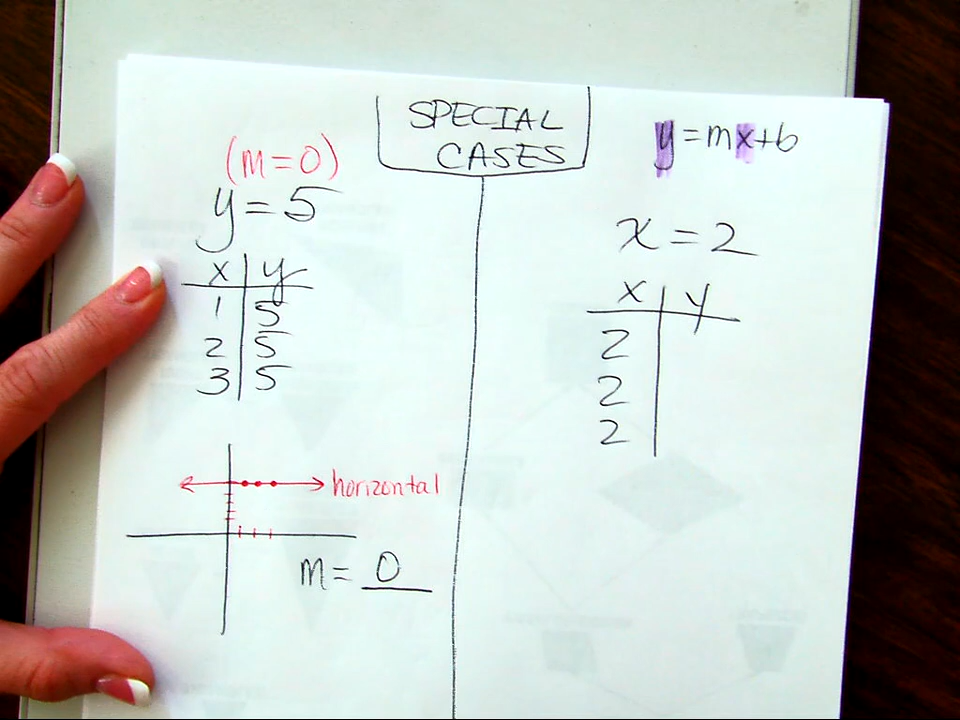 SPECIAL
CASES
(m=0)
y=5
x y
1 5
2 5
3 5
horizontal
m= 0
y=mx+b
x=2
x y
2
2
2